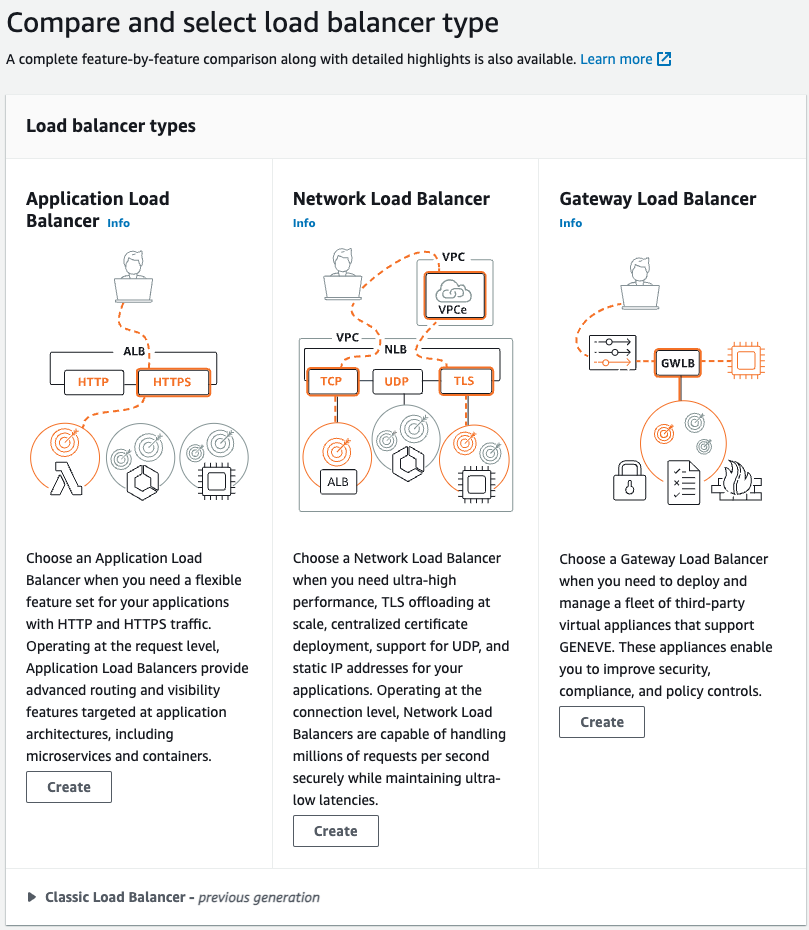 Compare and select load balancer type
A complete feature-by-feature comparison along with detailed highlights is also available. Learn more
Load balancer types
Application Load
Balancer Info
ALB
HTTP
HTTPS
Choose an Application Load
Balancer when you need a flexible
feature set for your applications
with HTTP and HTTPS traffic.
Operating at the request level,
Application Load Balancers provide
advanced routing and visibility
features targeted at application
architectures, including
microservices and containers.
Create
Network Load Balancer
Info
VPC
VPCe
VPC
NLB
TCP
UDP
TLS
ALB
Choose a Network Load Balancer
when you need ultra-high
performance, TLS offloading at
scale, centralized certificate
deployment, support for UDP, and
static IP addresses for your
applications. Operating at the
connection level, Network Load
Balancers are capable of handling
millions of requests per second
securely while maintaining ultra-
low latencies.
Create
Gateway Load Balancer
Info
GWLB
Choose a Gateway Load Balancer
when you need to deploy and
manage a fleet of third-party
virtual appliances that support
GENEVE. These appliances enable
you to improve security,
compliance, and policy controls.
Create
Classic Load Balancer - previous generation